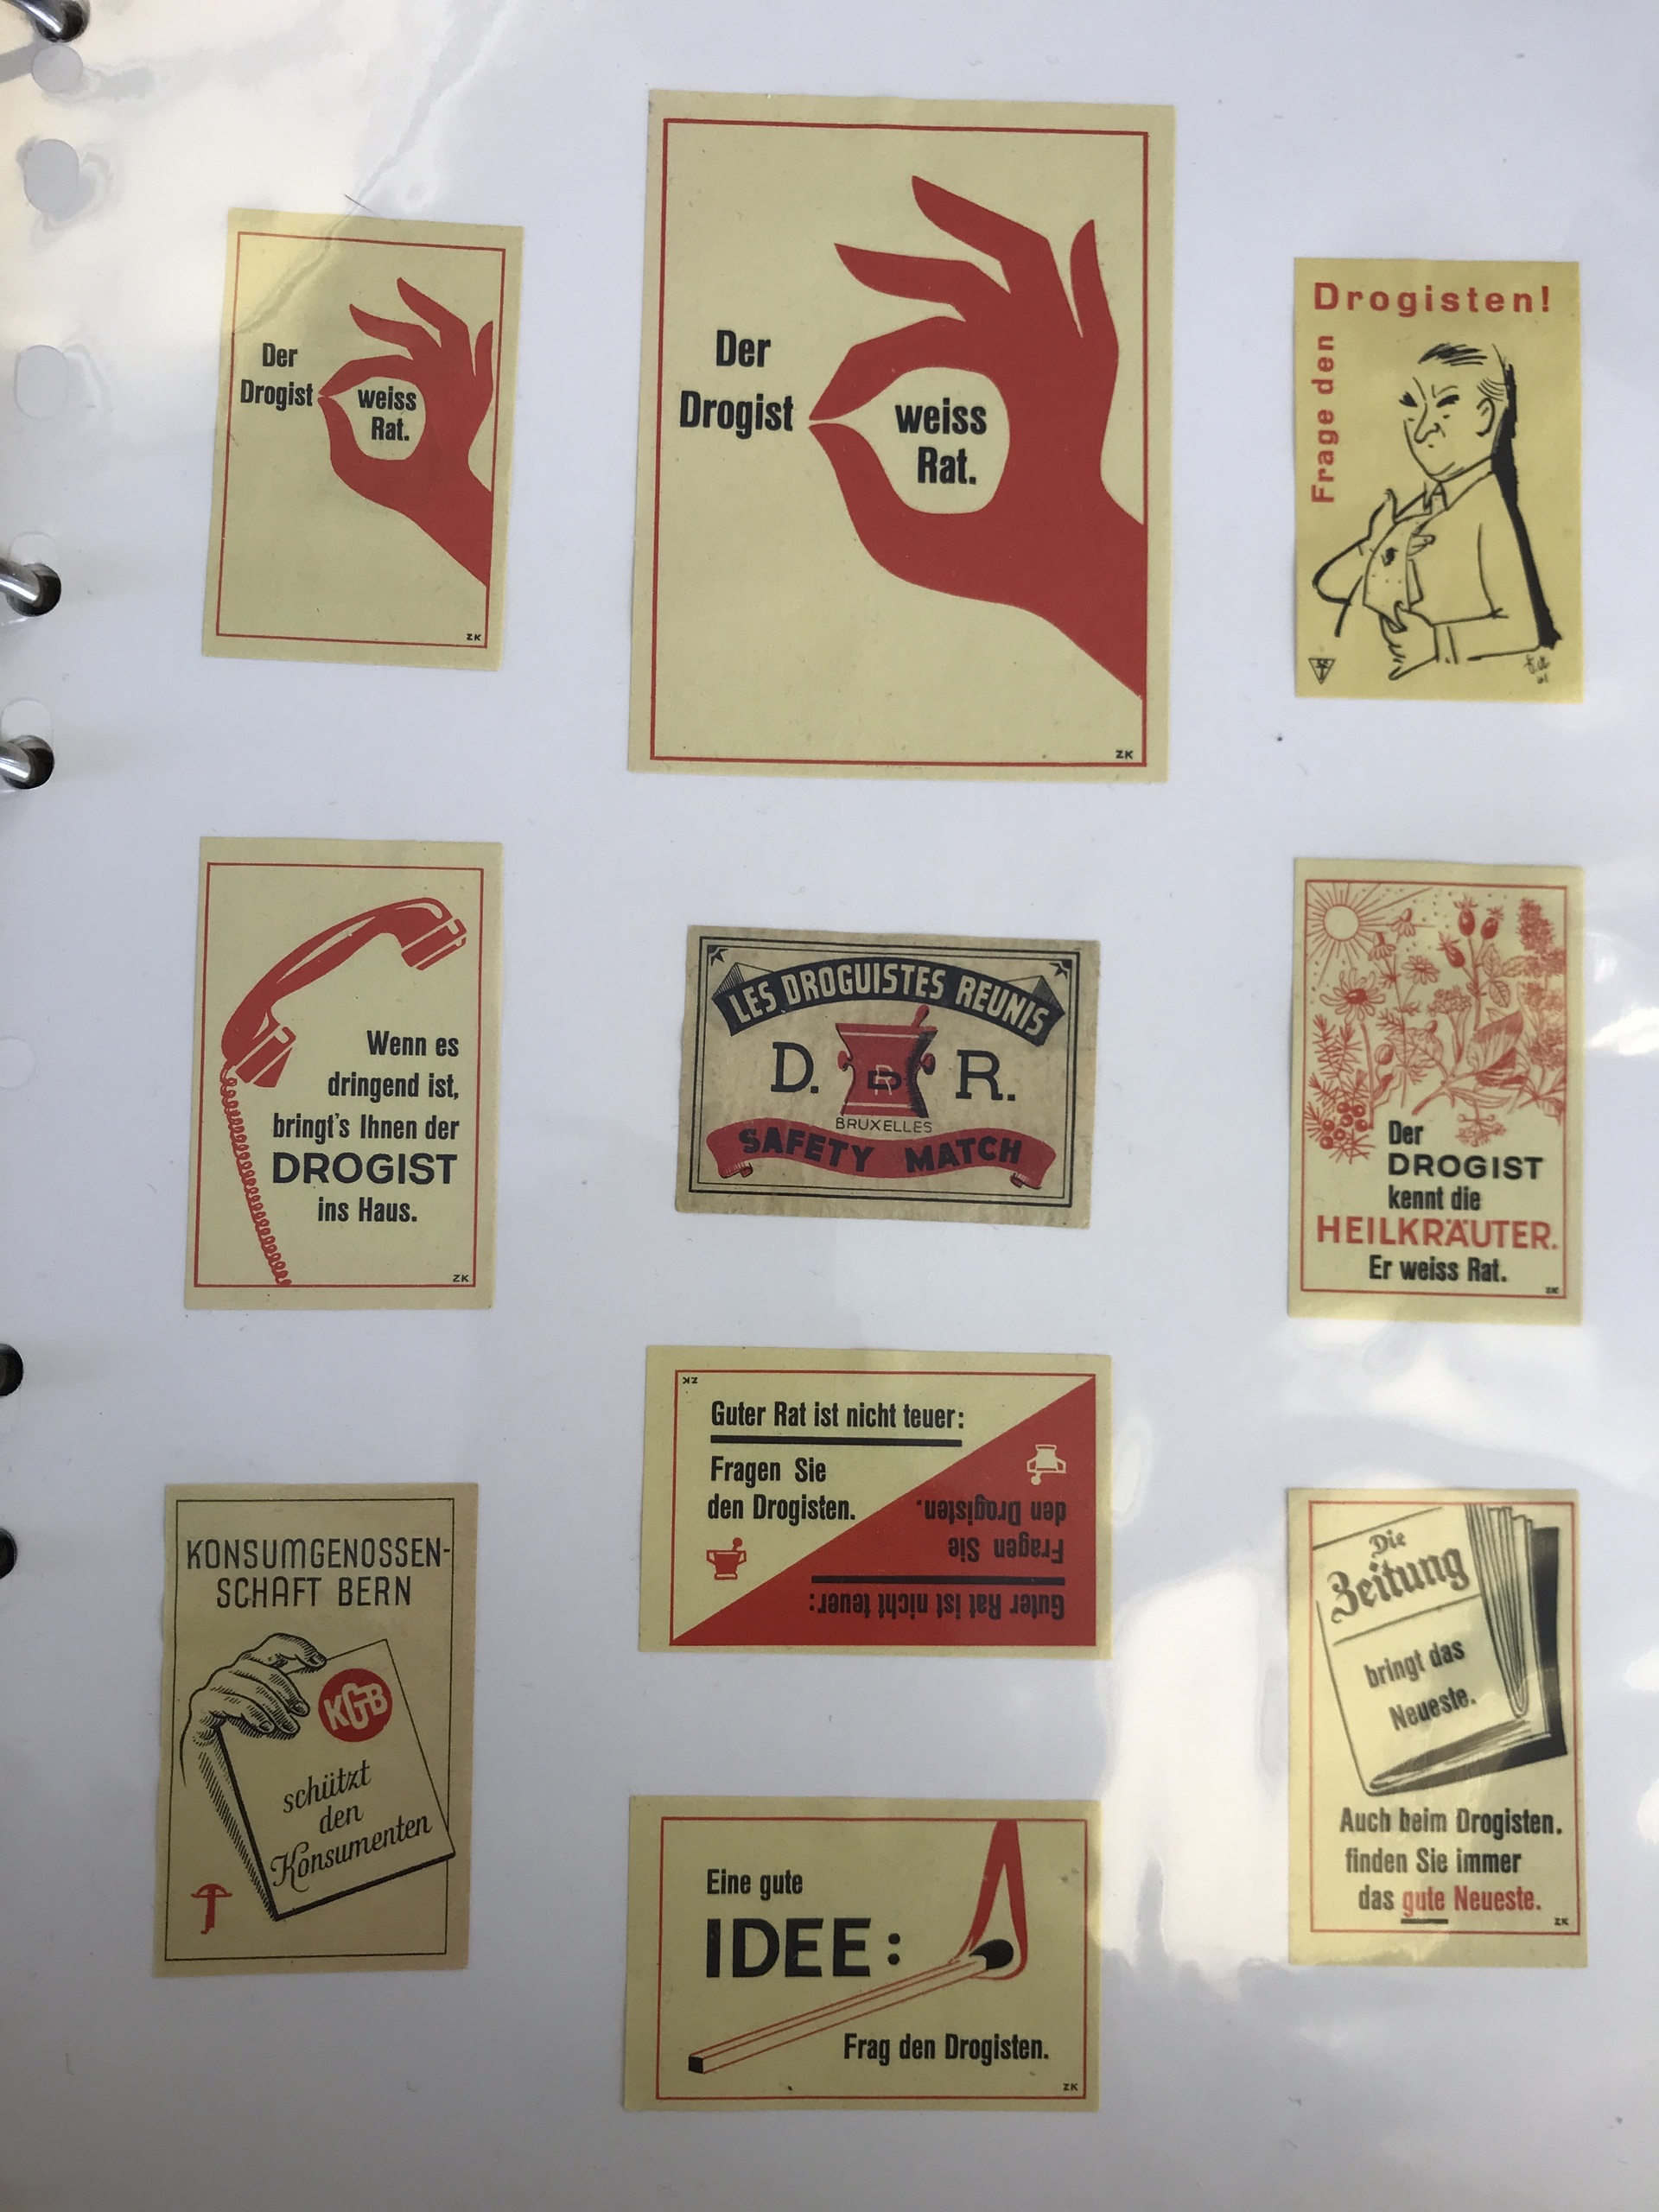 Der
Drogist
weiss
Rat.
ZK
Der
Drogist
weiss
Rat.
ZK
Frage den
Drogisten!
Wenn es
dringend ist,
bringt's Ihnen der
DROGIST
ins Haus.
ZK
LES DROGUISTES REUNIS
D. R.
BRUXELLES
SAFETY MATCH
Der
DROGIST
kennt die
HEILKRÄUTER.
Er weiss Rat.
ZK
ZK
Guter Rat ist nicht teuer:
Fragen Sie
den Drogisten.
Guter Rat ist nicht teuer:
Fragen Sie
den Drogisten.
KONSUMGENOSSEN-
SCHAFT BERN
KGB
schützt
den
Konsumenten
Die
Zeitung
bringt das
Neueste.
Auch beim Drogisten.
finden Sie immer
das gute Neueste.
ZK
Eine gute
IDEE:
Frag den Drogisten.
ZK